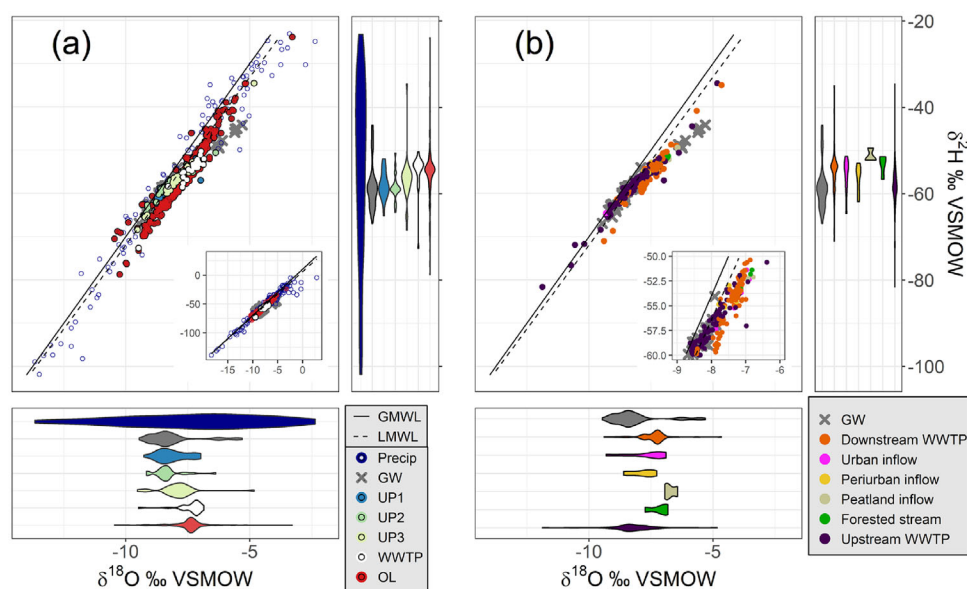 (a)
(b)
0
-50
-100
-15
-10
-5
0
-50.0
-52.5
-55.0
-57.5
-60.0
-9
-8
-7
-6
-20
-40
-60
-80
-100
δ²H ‰ VSMOW
-10
-5
δ¹⁸O ‰ VSMOW
GMWL
LMWL
Precip
GW
UP1
UP2
UP3
WWTP
OL
-10
-5
δ¹⁸O ‰ VSMOW
GW
Downstream WWTP
Urban inflow
Periurban inflow
Peatland inflow
Forested stream
Upstream WWTP